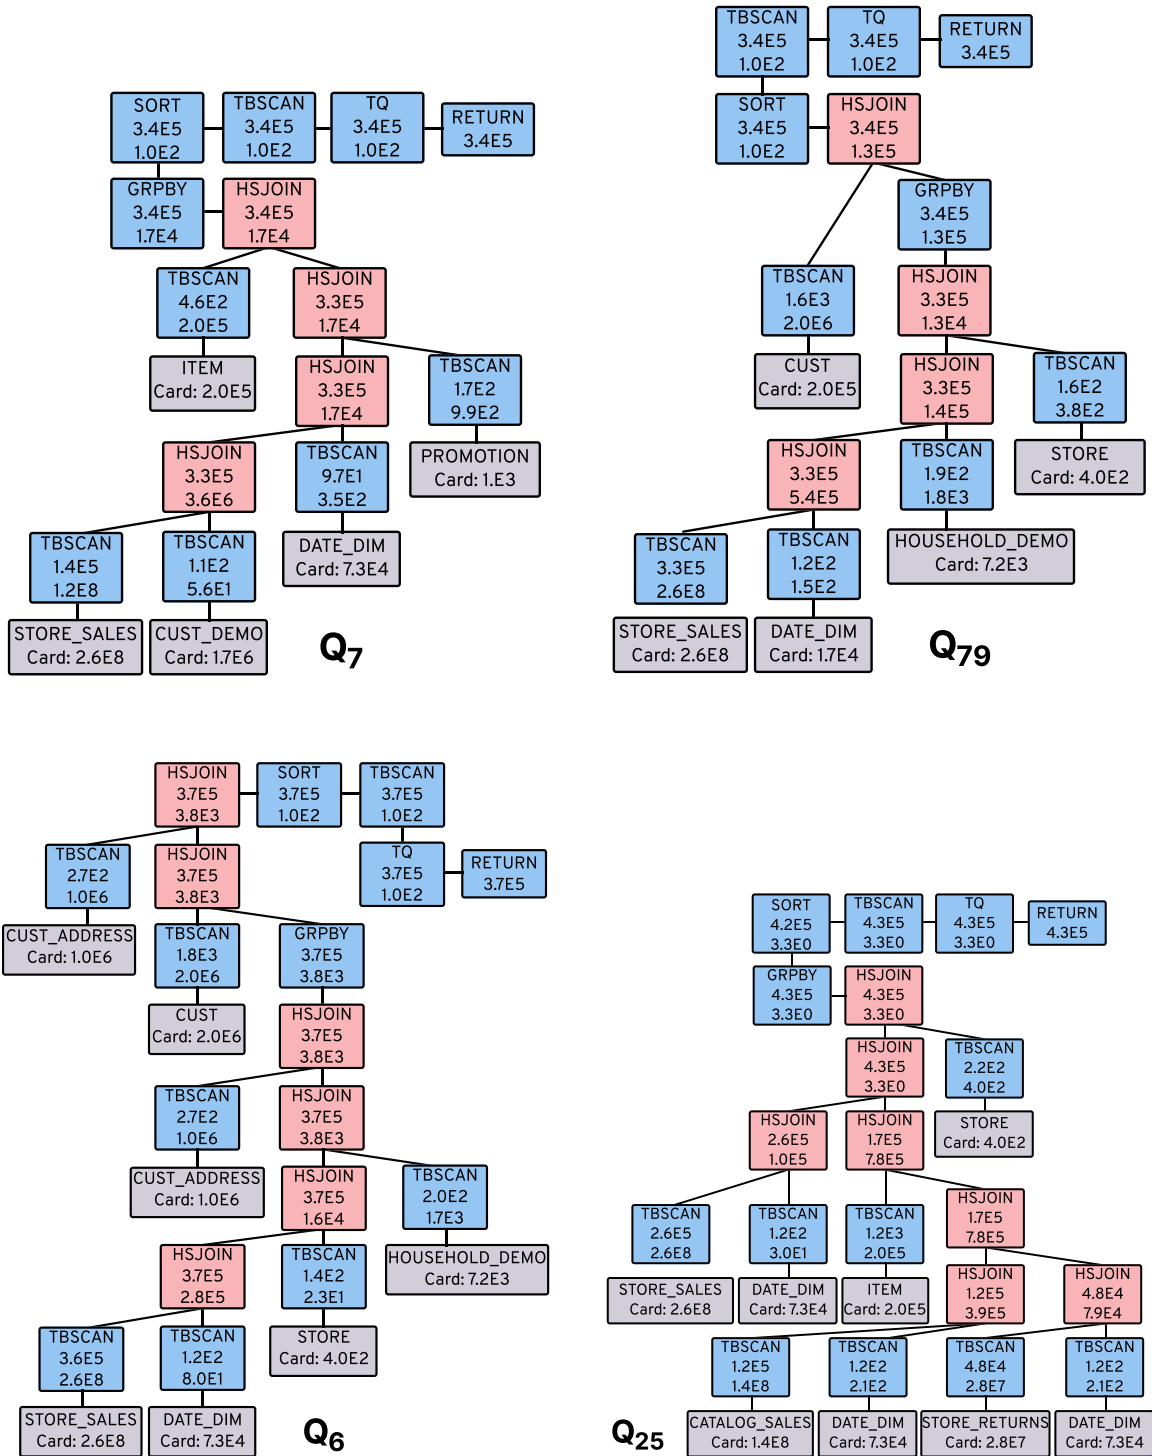 SORT
3.4E5
1.0E2
TBSCAN
3.4E5
1.0E2
TQ
3.4E5
1.0E2
RETURN
3.4E5
GRPBY
3.4E5
1.7E4
HSJOIN
3.4E5
1.7E4
TBSCAN
4.6E2
2.0E5
HSJOIN
3.3E5
1.7E4
ITEM
Card: 2.0E5
HSJOIN
3.3E5
1.7E4
TBSCAN
1.7E2
9.9E2
HSJOIN
3.3E5
3.6E6
TBSCAN
9.7E1
3.5E2
PROMOTION
Card: 1.E3
TBSCAN
1.4E5
1.2E8
TBSCAN
1.1E2
5.6E1
DATE_DIM
Card: 7.3E4
STORE_SALES
Card: 2.6E8
CUST_DEMO
Card: 1.7E6
Q7
TBSCAN
3.4E5
1.0E2
TQ
3.4E5
1.0E2
RETURN
3.4E5
SORT
3.4E5
1.0E2
HSJOIN
3.4E5
1.3E5
GRPBY
3.4E5
1.3E5
TBSCAN
1.6E3
2.0E6
HSJOIN
3.3E5
1.3E4
CUST
Card: 2.0E5
HSJOIN
3.3E5
1.4E5
TBSCAN
1.6E2
3.8E2
HSJOIN
3.3E5
5.4E5
TBSCAN
1.9E2
1.8E3
STORE
Card: 4.0E2
TBSCAN
3.3E5
2.6E8
TBSCAN
1.2E2
1.5E2
HOUSEHOLD_DEMO
Card: 7.2E3
STORE_SALES
Card: 2.6E8
DATE_DIM
Card: 1.7E4
Q79
HSJOIN
3.7E5
3.8E3
SORT
3.7E5
1.0E2
TBSCAN
3.7E5
1.0E2
TBSCAN
2.7E2
1.0E6
HSJOIN
3.7E5
3.8E3
TQ
3.7E5
1.0E2
RETURN
3.7E5
CUST_ADDRESS
Card: 1.0E6
TBSCAN
1.8E3
2.0E6
GRPBY
3.7E5
3.8E3
CUST
Card: 2.0E6
HSJOIN
3.7E5
3.8E3
TBSCAN
2.7E2
1.0E6
HSJOIN
3.7E5
3.8E3
CUST_ADDRESS
Card: 1.0E6
HSJOIN
3.7E5
1.6E4
TBSCAN
2.0E2
1.7E3
HSJOIN
3.7E5
2.8E5
TBSCAN
1.4E2
2.3E1
HOUSEHOLD_DEMO
Card: 7.2E3
TBSCAN
3.6E5
2.6E8
TBSCAN
1.2E2
8.0E1
STORE
Card: 4.0E2
STORE_SALES
Card: 2.6E8
DATE_DIM
Card: 7.3E4
Q6
SORT
4.2E5
3.3E0
TBSCAN
4.3E5
3.3E0
TQ
4.3E5
3.3E0
RETURN
4.3E5
GRPBY
4.3E5
3.3E0
HSJOIN
4.3E5
3.3E0
HSJOIN
4.3E5
3.3E0
TBSCAN
2.2E2
4.0E2
HSJOIN
2.6E5
1.0E5
HSJOIN
1.7E5
7.8E5
STORE
Card: 4.0E2
TBSCAN
2.6E5
2.6E8
TBSCAN
1.2E2
3.0E1
TBSCAN
1.2E3
2.0E5
HSJOIN
1.7E5
7.8E5
STORE_SALES
Card: 2.6E8
DATE_DIM
Card: 7.3E4
ITEM
Card: 2.0E5
HSJOIN
1.2E5
3.9E5
HSJOIN
4.8E4
7.9E4
TBSCAN
1.2E5
1.4E8
TBSCAN
1.2E2
2.1E2
TBSCAN
4.8E4
2.8E7
TBSCAN
1.2E2
2.1E2
CATALOG_SALES
Card: 1.4E8
DATE_DIM
Card: 7.3E4
STORE_RETURNS
Card: 2.8E7
DATE_DIM
Card: 7.3E4
Q25